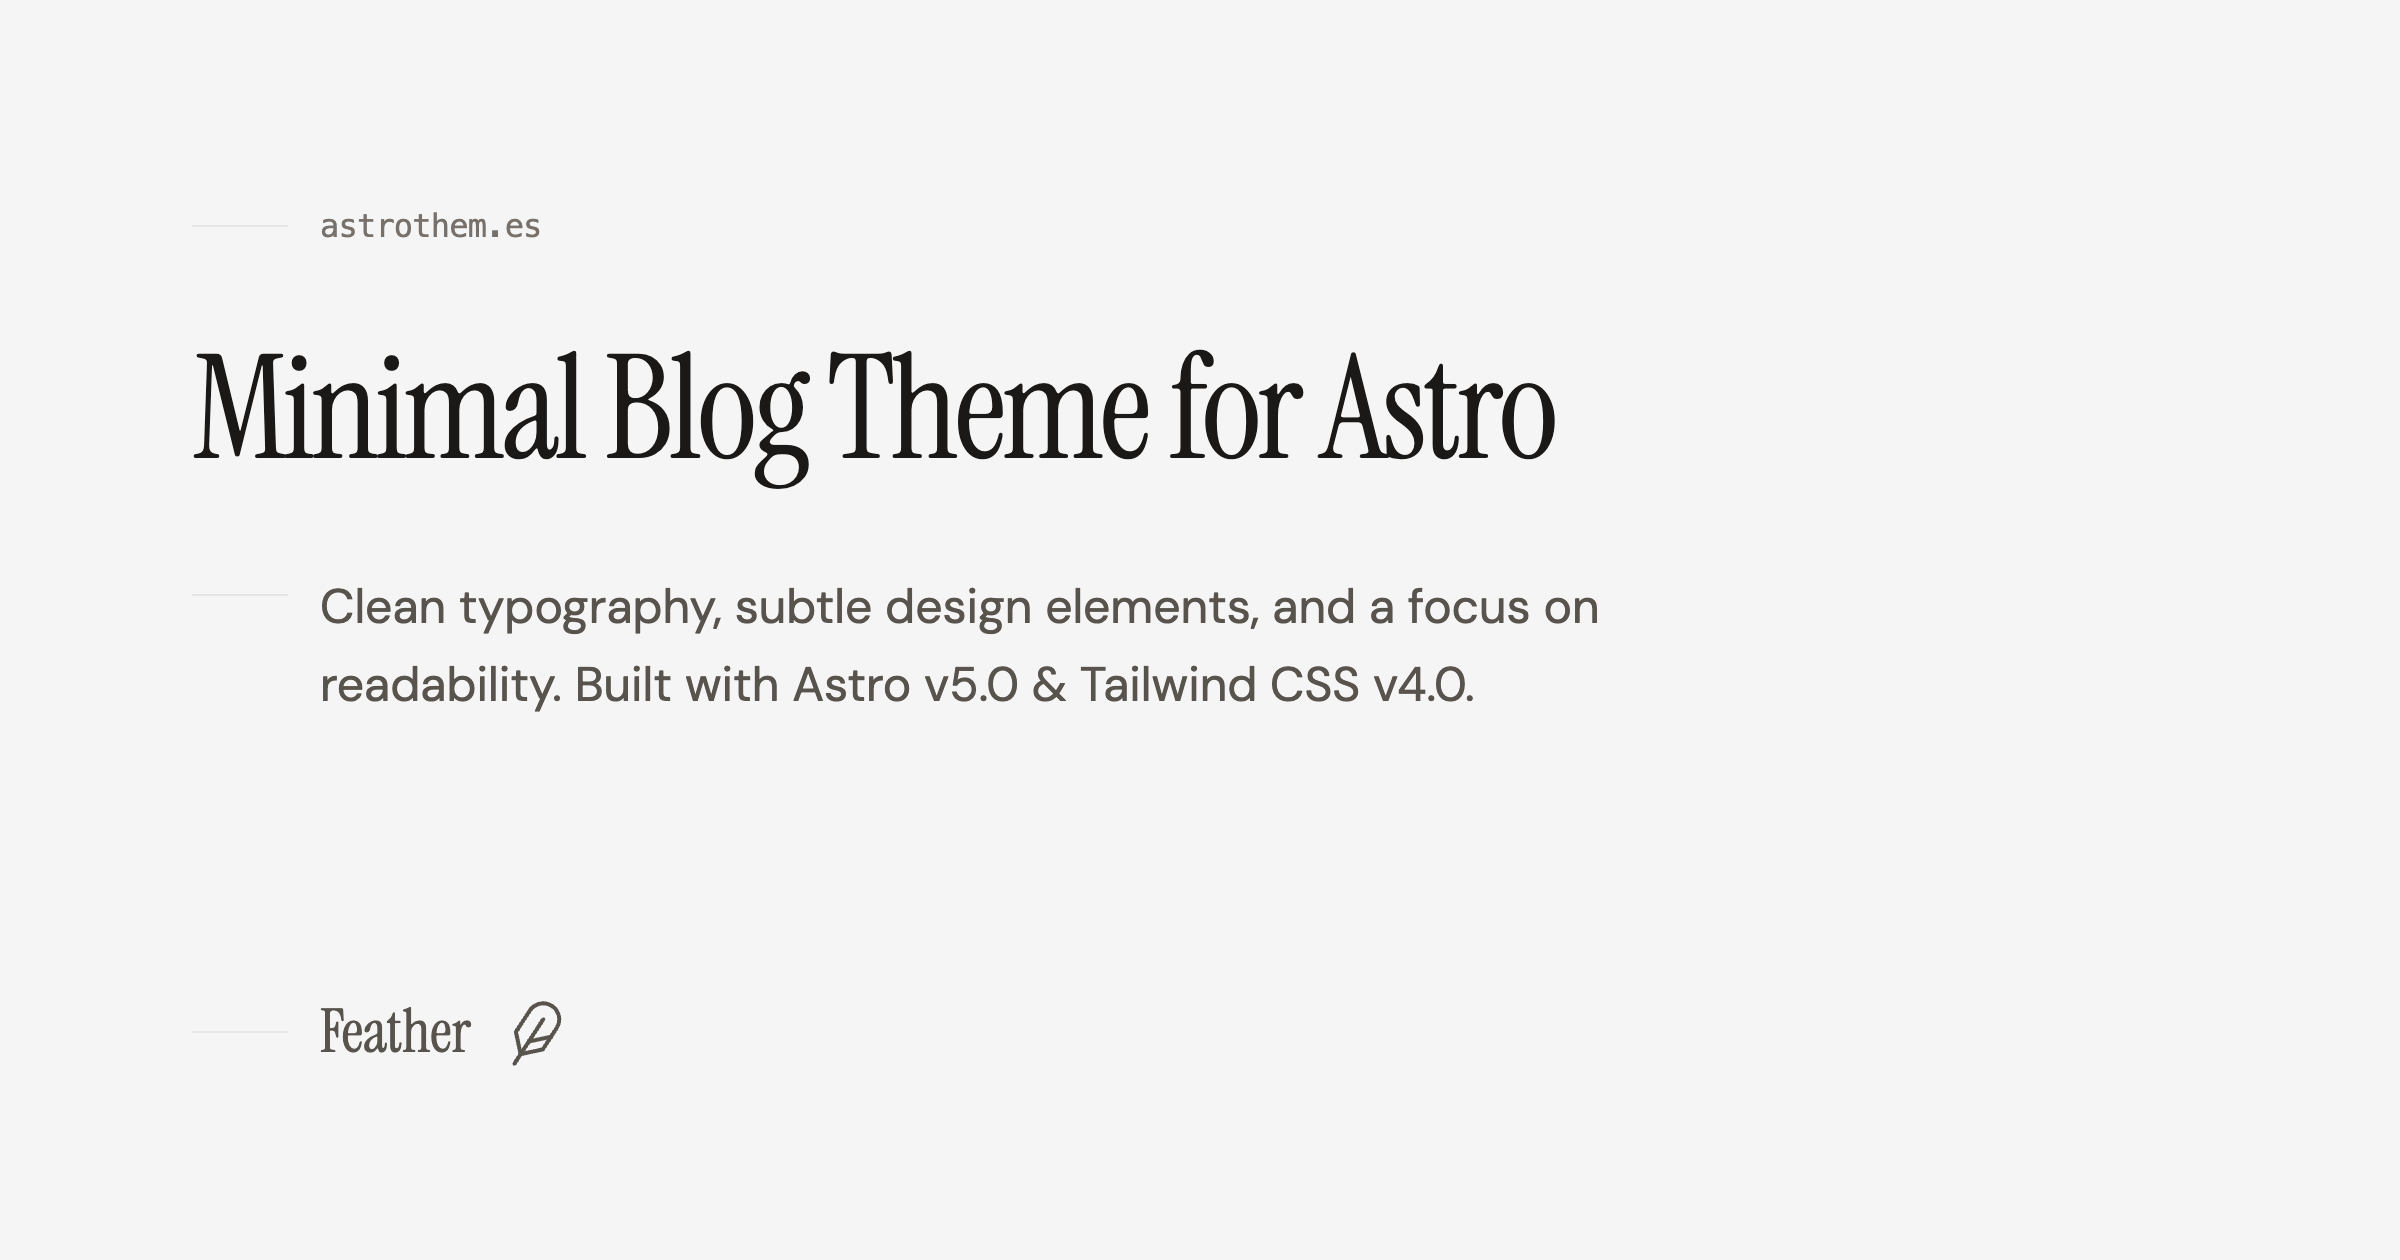 astrothem.es
Minimal Blog Theme for Astro
Clean typography, subtle design elements, and a focus on
readability. Built with Astro v5.0 & Tailwind CSS v4.0.
Feather